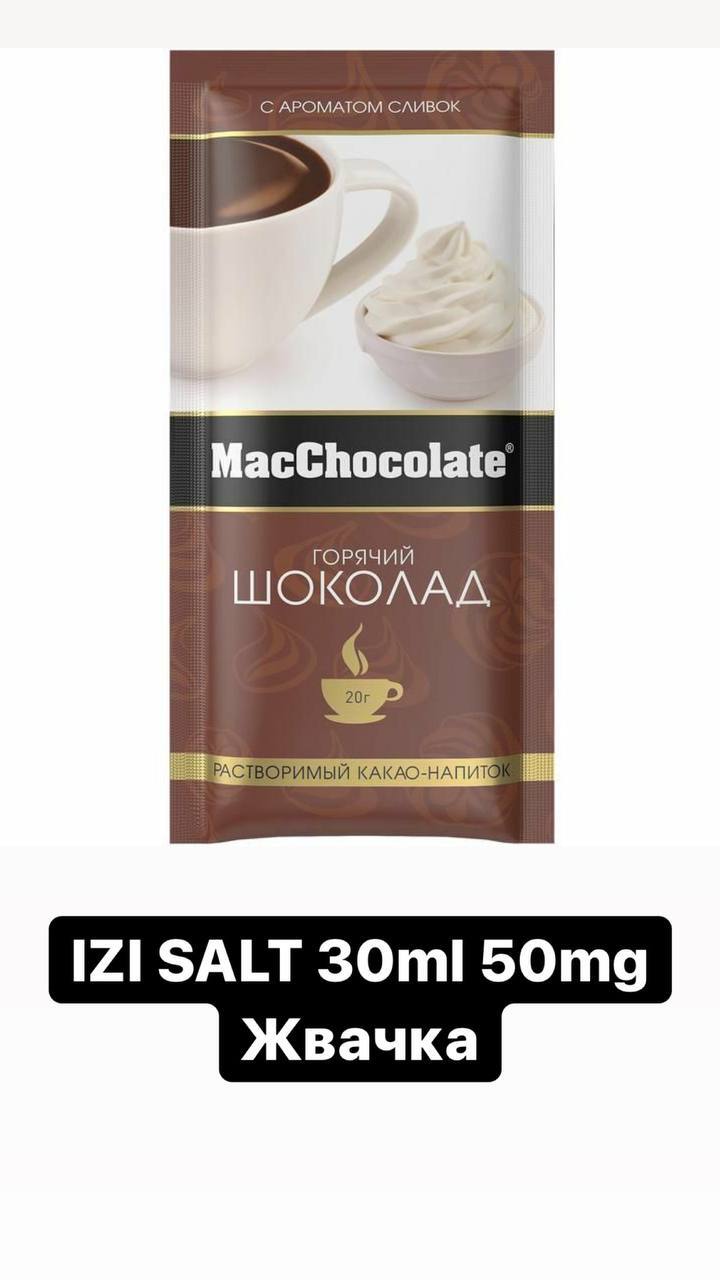 С АРОМАТОМ СЛИВОК
MacChocolate®
ГОРЯЧИЙ
ШОКОЛАД
20г
РАСТВОРИМЫЙ КАКАО-НАПИТОК
IZI SALT 30ml 50mg
Жвачка